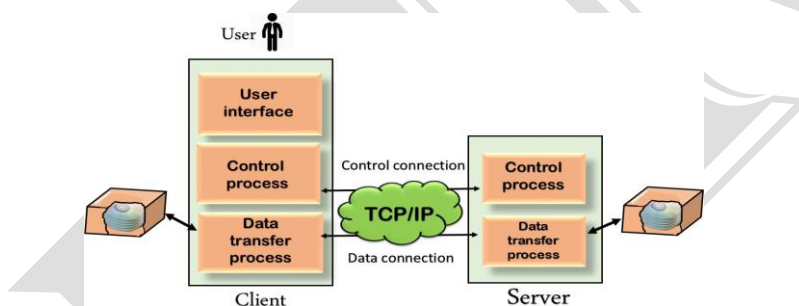 User
User
interface
Control
process
Data
transfer
process
Client
Control connection
TCP/IP
Data connection
Control
process
Data
transfer
process
Server